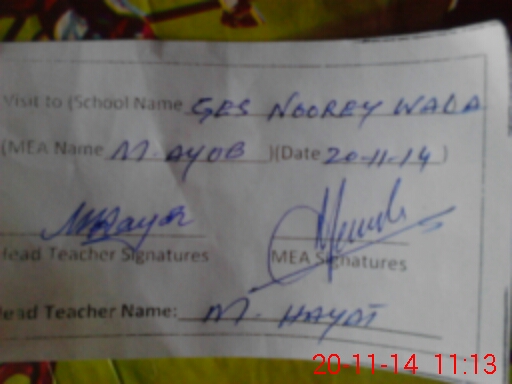 Visit to (School Name GES NOOREY WALA
(MEA Name M. AYOB )(Date 20-11-14)
Head Teacher Signatures MEA Signatures
Head Teacher Name: M. HAYAT
20-11-14 11:13